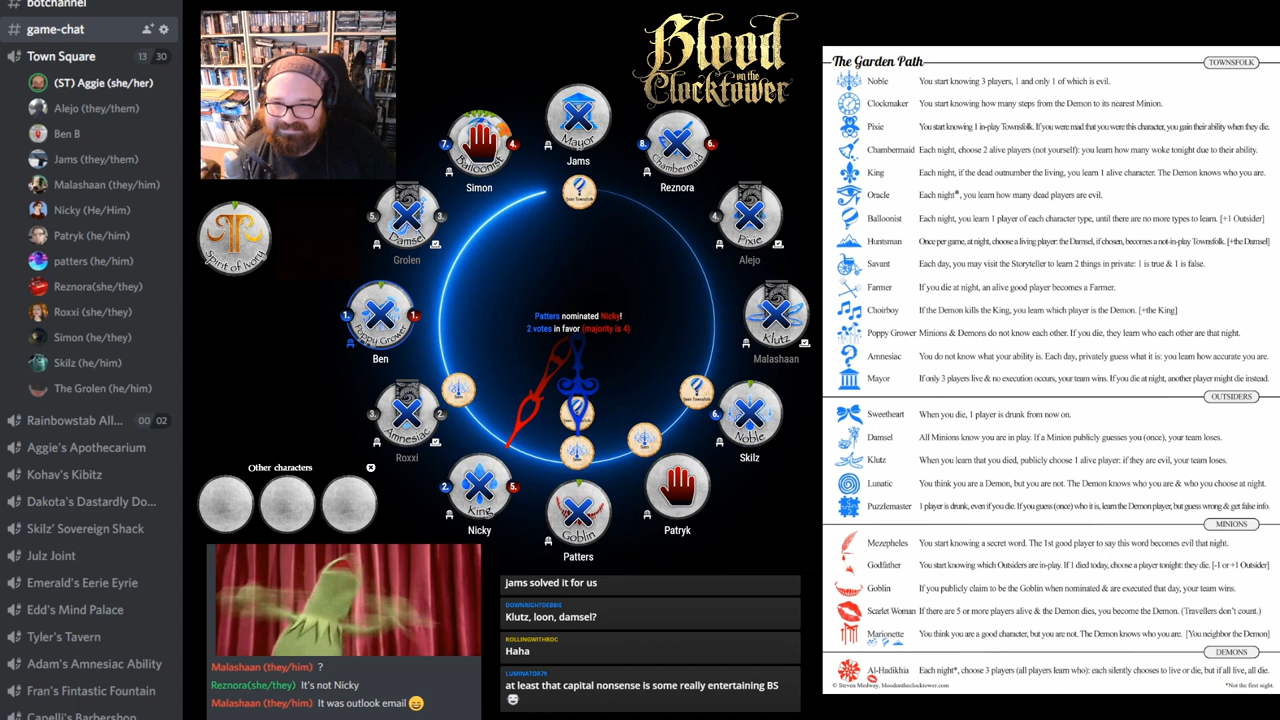 botchannel
game-chat
Town Square 13 30
(ST) Aggie (she/her)
Alejo (they/them)
Ben B
Jams (they/them)
Malashaan (they/him)
Nicky (He/Him)
Patryk (he/him)
patters (he/him)
Reznora(she/they)
Roxxi (she/they)
Simon (he/they)
Skilz (he/him)
The Grolen (he/him)
Rainbowstab All... 00 02
Aggie's Apothecarium
Kohav's Kibitz
Dakota's Dastardly Do...
Skilz' Sovereign Shack
Julz Joint
Emerald's Eerie Eyrie
Edd's Mind Palace
Tyler's Tavern
Adam's Amnesiac Ability
Fan's Fantastic Fountain
Capelli's Barbershop
Blood
on the
Clocktower
Spirit of Ivory
Mayor
Jams
7.
Balloonist
4.
Simon
8.
Chambermaid
6.
Reznora
Seen Townsfolk
5.
Damsel
3.
Grolen
4.
Pixie
Alejo
1.
Poppy Grower
1.
Ben
Klutz
Malashaan
Patters nominated Nicky!
2 votes in favor (majority is 4)
3.
Amnesiac
2.
Roxxi
Seen
Seen Townsfolk
6.
Noble
Skilz
2.
King
5.
Nicky
Goblin
Patters
Patryk
Other characters
Malashaan (they/him) ?
Reznora(she/they) It's not Nicky
Malashaan (they/him) It was outlook email
Jams solved it for us
DOWNRIGHTDEBBIE
Klutz, loon, damsel?
ROLLINGWITHROC
Haha
LUMINATOR79
at least that capital nonsense is some really entertaining BS
The Garden Path
TOWNSFOLK
Noble You start knowing 3 players, 1 and only 1 of which is evil.
Clockmaker You start knowing how many steps from the Demon to its nearest Minion.
Pixie You start knowing 1 in-play Townsfolk. If you were mad that you were this character, you gain their ability when they die.
Chambermaid Each night, choose 2 alive players (not yourself): you learn how many woke tonight due to their ability.
King Each night, if the dead outnumber the living, you learn 1 alive character. The Demon knows who you are.
Oracle Each night*, you learn how many dead players are evil.
Balloonist Each night, you learn 1 player of each character type, until there are no more types to learn. [+1 Outsider]
Huntsman Once per game, at night, choose a living player: the Damsel, if chosen, becomes a not-in-play Townsfolk. [+the Damsel]
Savant Each day, you may visit the Storyteller to learn 2 things in private: 1 is true & 1 is false.
Farmer If you die at night, an alive good player becomes a Farmer.
Choirboy If the Demon kills the King, you learn which player is the Demon. [+the King]
Poppy Grower Minions & Demons do not know each other. If you die, they learn who each other are that night.
Amnesiac You do not know what your ability is. Each day, privately guess what it is: you learn how accurate you are.
Mayor If only 3 players live & no execution occurs, your team wins. If you die at night, another player might die instead.
OUTSIDERS
Sweetheart When you die, 1 player is drunk from now on.
Damsel All Minions know you are in play. If a Minion publicly guesses you (once), your team loses.
Klutz When you learn that you died, publicly choose 1 alive player: if they are evil, your team loses.
Lunatic You think you are a Demon, but you are not. The Demon knows who you are & who you choose at night.
Puzzlemaster 1 player is drunk, even if you die. If you guess (once) who it is, learn the Demon player, but guess wrong & get false info.
MINIONS
Mezepheles You start knowing a secret word. The 1st good player to say this word becomes evil that night.
Godfather You start knowing which Outsiders are in-play. If 1 died today, choose a player tonight: they die. [-1 or +1 Outsider]
Goblin If you publicly claim to be the Goblin when nominated & are executed that day, your team wins.
Scarlet Woman If there are 5 or more players alive & the Demon dies, you become the Demon. (Travellers don't count.)
Marionette You think you are a good character, but you are not. The Demon knows who you are. [You neighbor the Demon]
DEMONS
Al-Hadikhia Each night*, choose 3 players (all players learn who): each silently chooses to live or die, but if all live, all die.
© Steven Medway, bloodontheclocktower.com
*Not the first night.